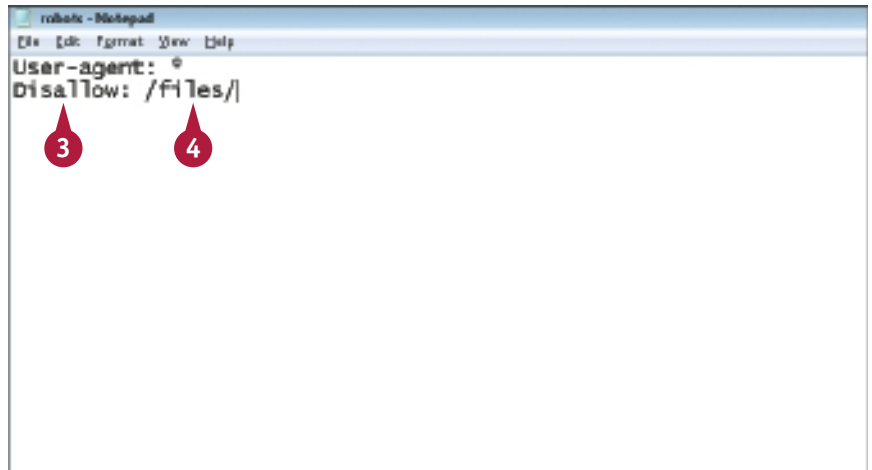 robots - Notepad
File Edit Format View Help
User-agent: *
Disallow: /files/
3 4